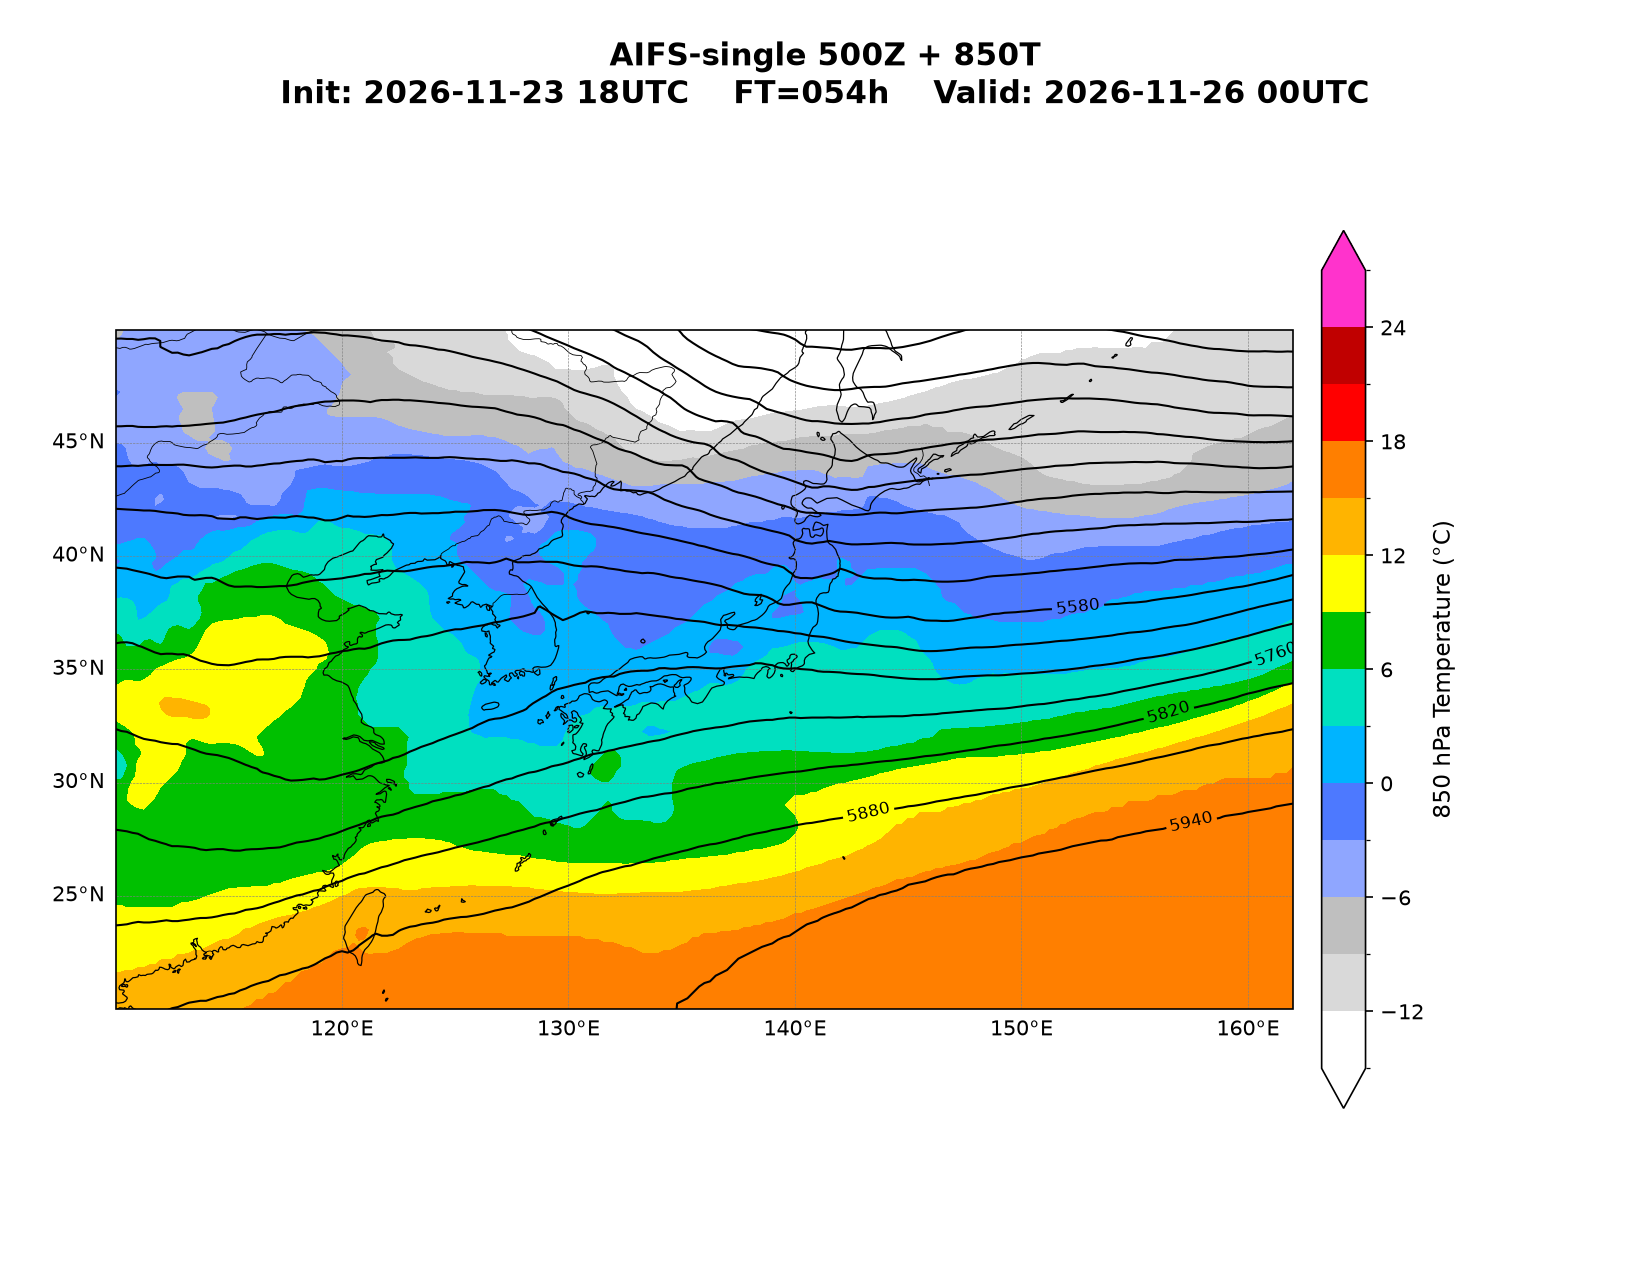 AIFS-single 500Z + 850T
Init: 2026-11-23 18UTC    FT=054h    Valid: 2026-11-26 00UTC
24
18
12
6
0
−6
−12
850 hPa Temperature (°C)
45°N
40°N
35°N
30°N
25°N
5580
5760
5820
5880
5940
120°E
130°E
140°E
150°E
160°E